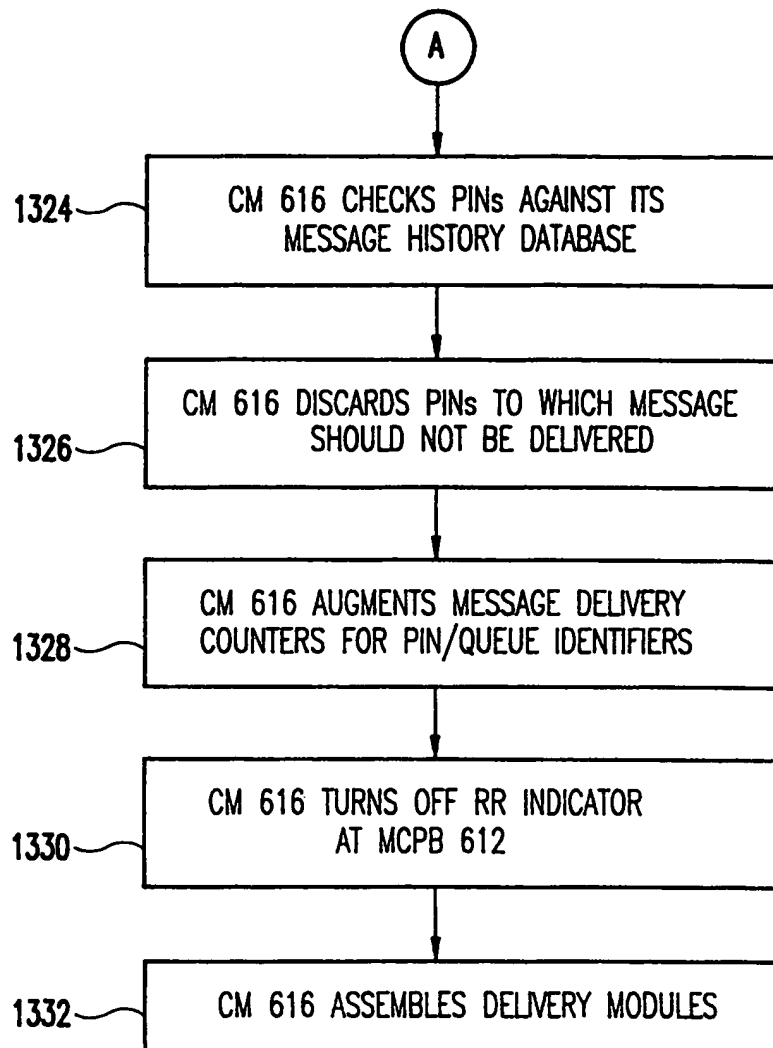 A
1324
CM 616 CHECKS PINs AGAINST ITS
MESSAGE HISTORY DATABASE
1326
CM 616 DISCARDS PINs TO WHICH MESSAGE
SHOULD NOT BE DELIVERED
1328
CM 616 AUGMENTS MESSAGE DELIVERY
COUNTERS FOR PIN/QUEUE IDENTIFIERS
1330
CM 616 TURNS OFF RR INDICATOR
AT MCPB 612
1332
CM 616 ASSEMBLES DELIVERY MODULES